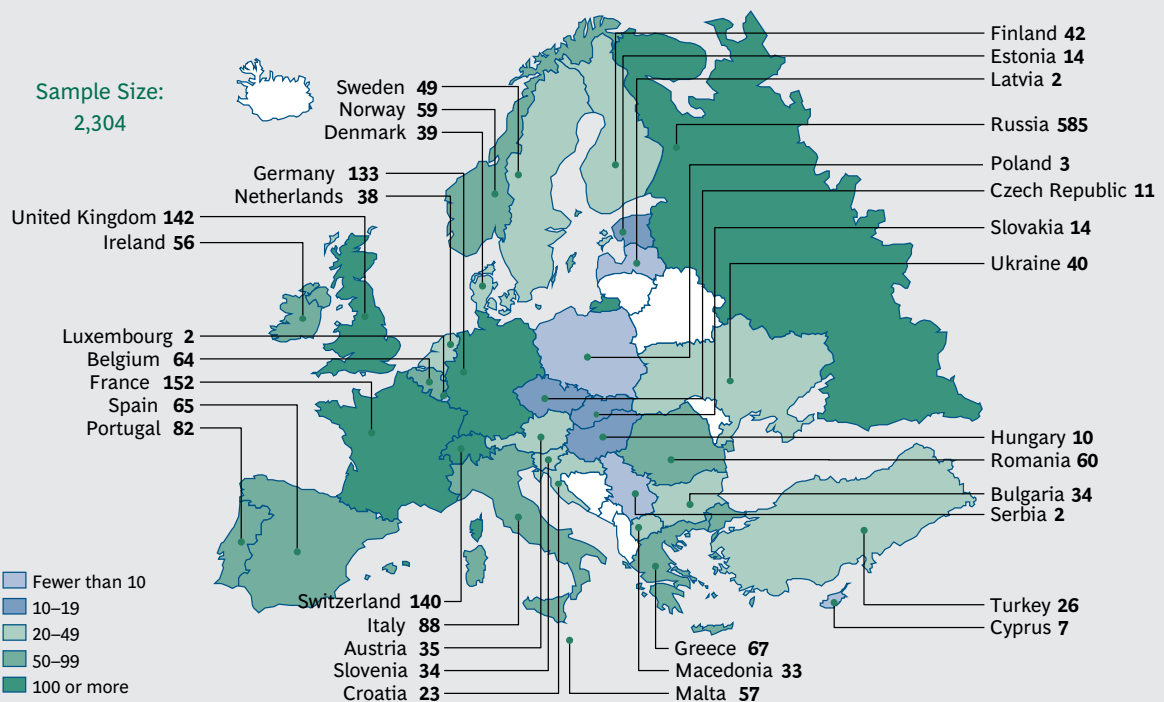 Sample Size:
2,304
Sweden 49
Norway 59
Denmark 39
Germany 133
Netherlands 38
United Kingdom 142
Ireland 56
Luxembourg 2
Belgium 64
France 152
Spain 65
Portugal 82
Finland 42
Estonia 14
Latvia 2
Russia 585
Poland 3
Czech Republic 11
Slovakia 14
Ukraine 40
Hungary 10
Romania 60
Bulgaria 34
Serbia 2
Turkey 26
Cyprus 7
Switzerland 140
Italy 88
Austria 35
Slovenia 34
Croatia 23
Greece 67
Macedonia 33
Malta 57
Fewer than 10
10–19
20–49
50–99
100 or more